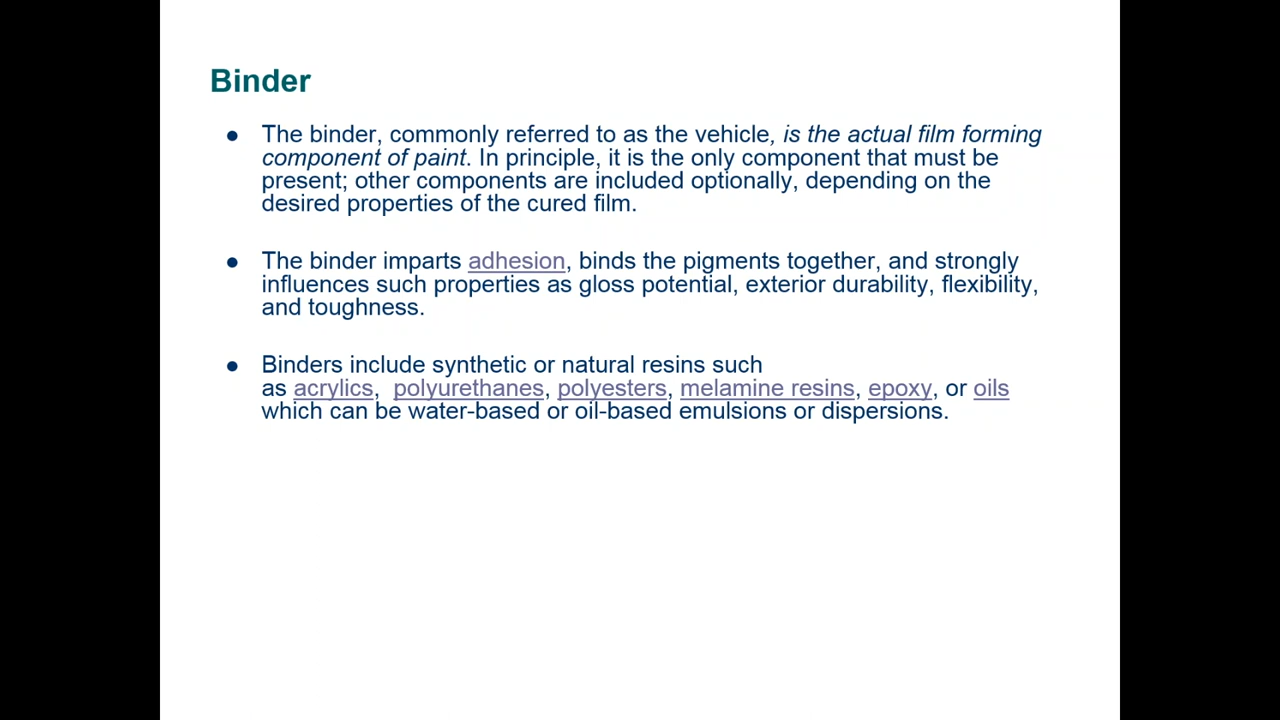 Binder
● The binder, commonly referred to as the vehicle, is the actual film forming
component of paint. In principle, it is the only component that must be
present; other components are included optionally, depending on the
desired properties of the cured film.
● The binder imparts adhesion, binds the pigments together, and strongly
influences such properties as gloss potential, exterior durability, flexibility,
and toughness.
● Binders include synthetic or natural resins such
as acrylics, polyurethanes, polyesters, melamine resins, epoxy, or oils
which can be water-based or oil-based emulsions or dispersions.